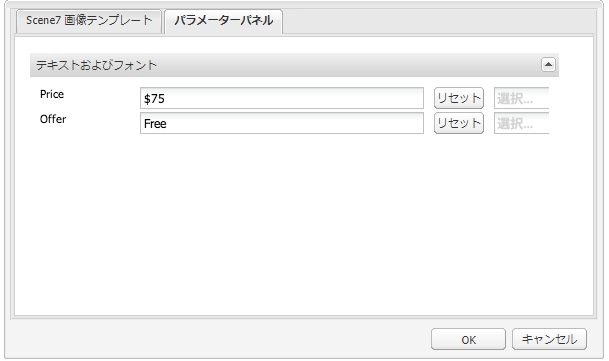 Scene7 画像テンプレート パラメーターパネル
テキストおよびフォント
Price $75 リセット 選択...
Offer Free リセット 選択...
OK キャンセル